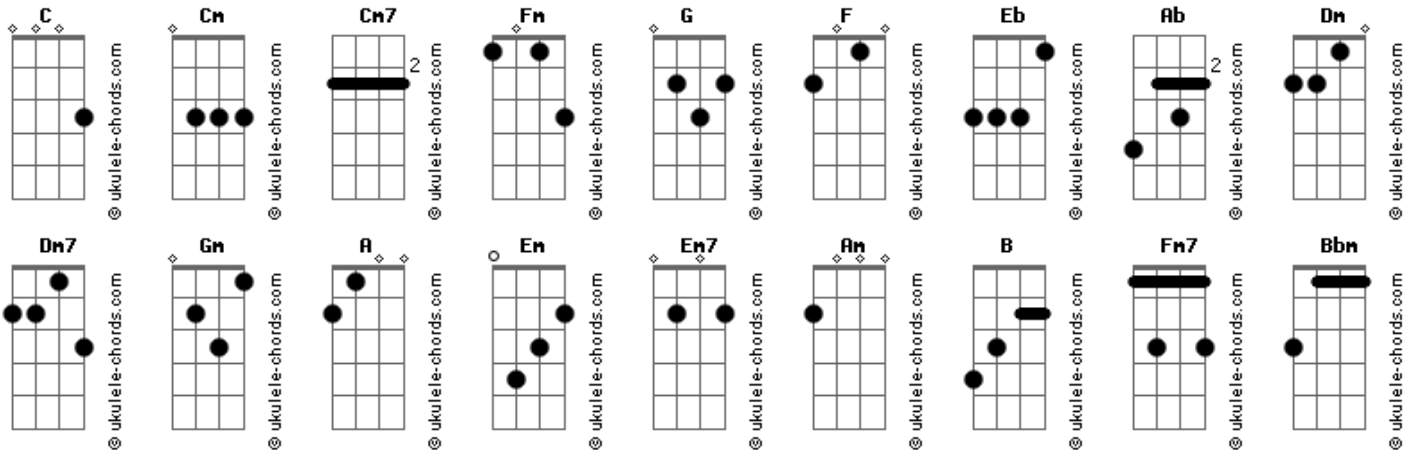 C Cm Cm7 Fm G F Eb Ab Dm
2 2
© ukulele-chords.com © ukulele-chords.com © ukulele-chords.com © ukulele-chords.com © ukulele-chords.com © ukulele-chords.com © ukulele-chords.com © ukulele-chords.com © ukulele-chords.com
Dm7 Gm A Em Em7 Am B Fm7 Bbm
© ukulele-chords.com © ukulele-chords.com © ukulele-chords.com © ukulele-chords.com © ukulele-chords.com © ukulele-chords.com © ukulele-chords.com © ukulele-chords.com © ukulele-chords.com